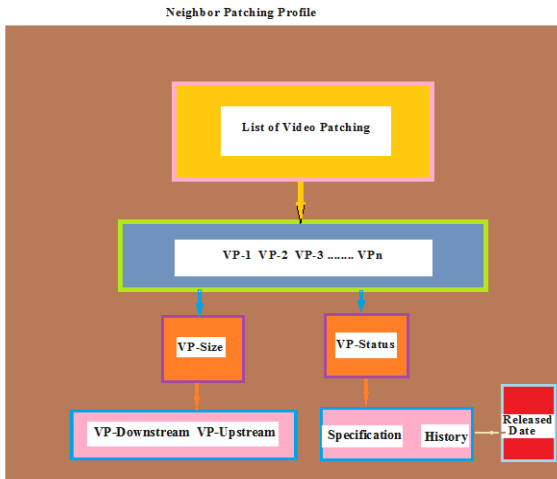 Neighbor Patching Profile
List of Video Patching
VP-1 VP-2 VP-3 ........ VPn
VP-Size
VP-Status
VP-Downstream VP-Upstream
Specification
History
Released
- Date